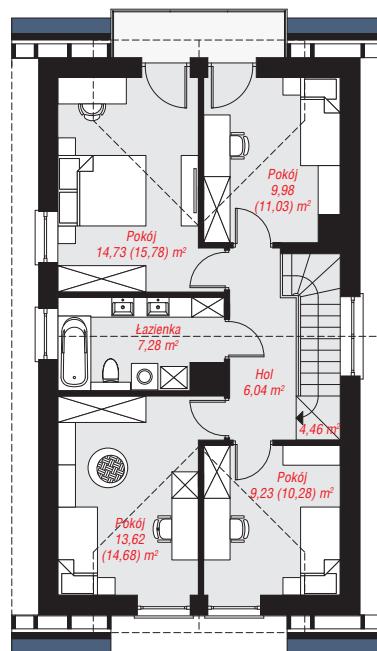 Pokój
9,98
(11,03) m²
Pokój
14,73 (15,78) m²
Łazienka
7,28 m²
Hol
6,04 m²
4,46 m²
Pokój
9,23 (10,28) m²
Pokój
13,62
(14,68) m²